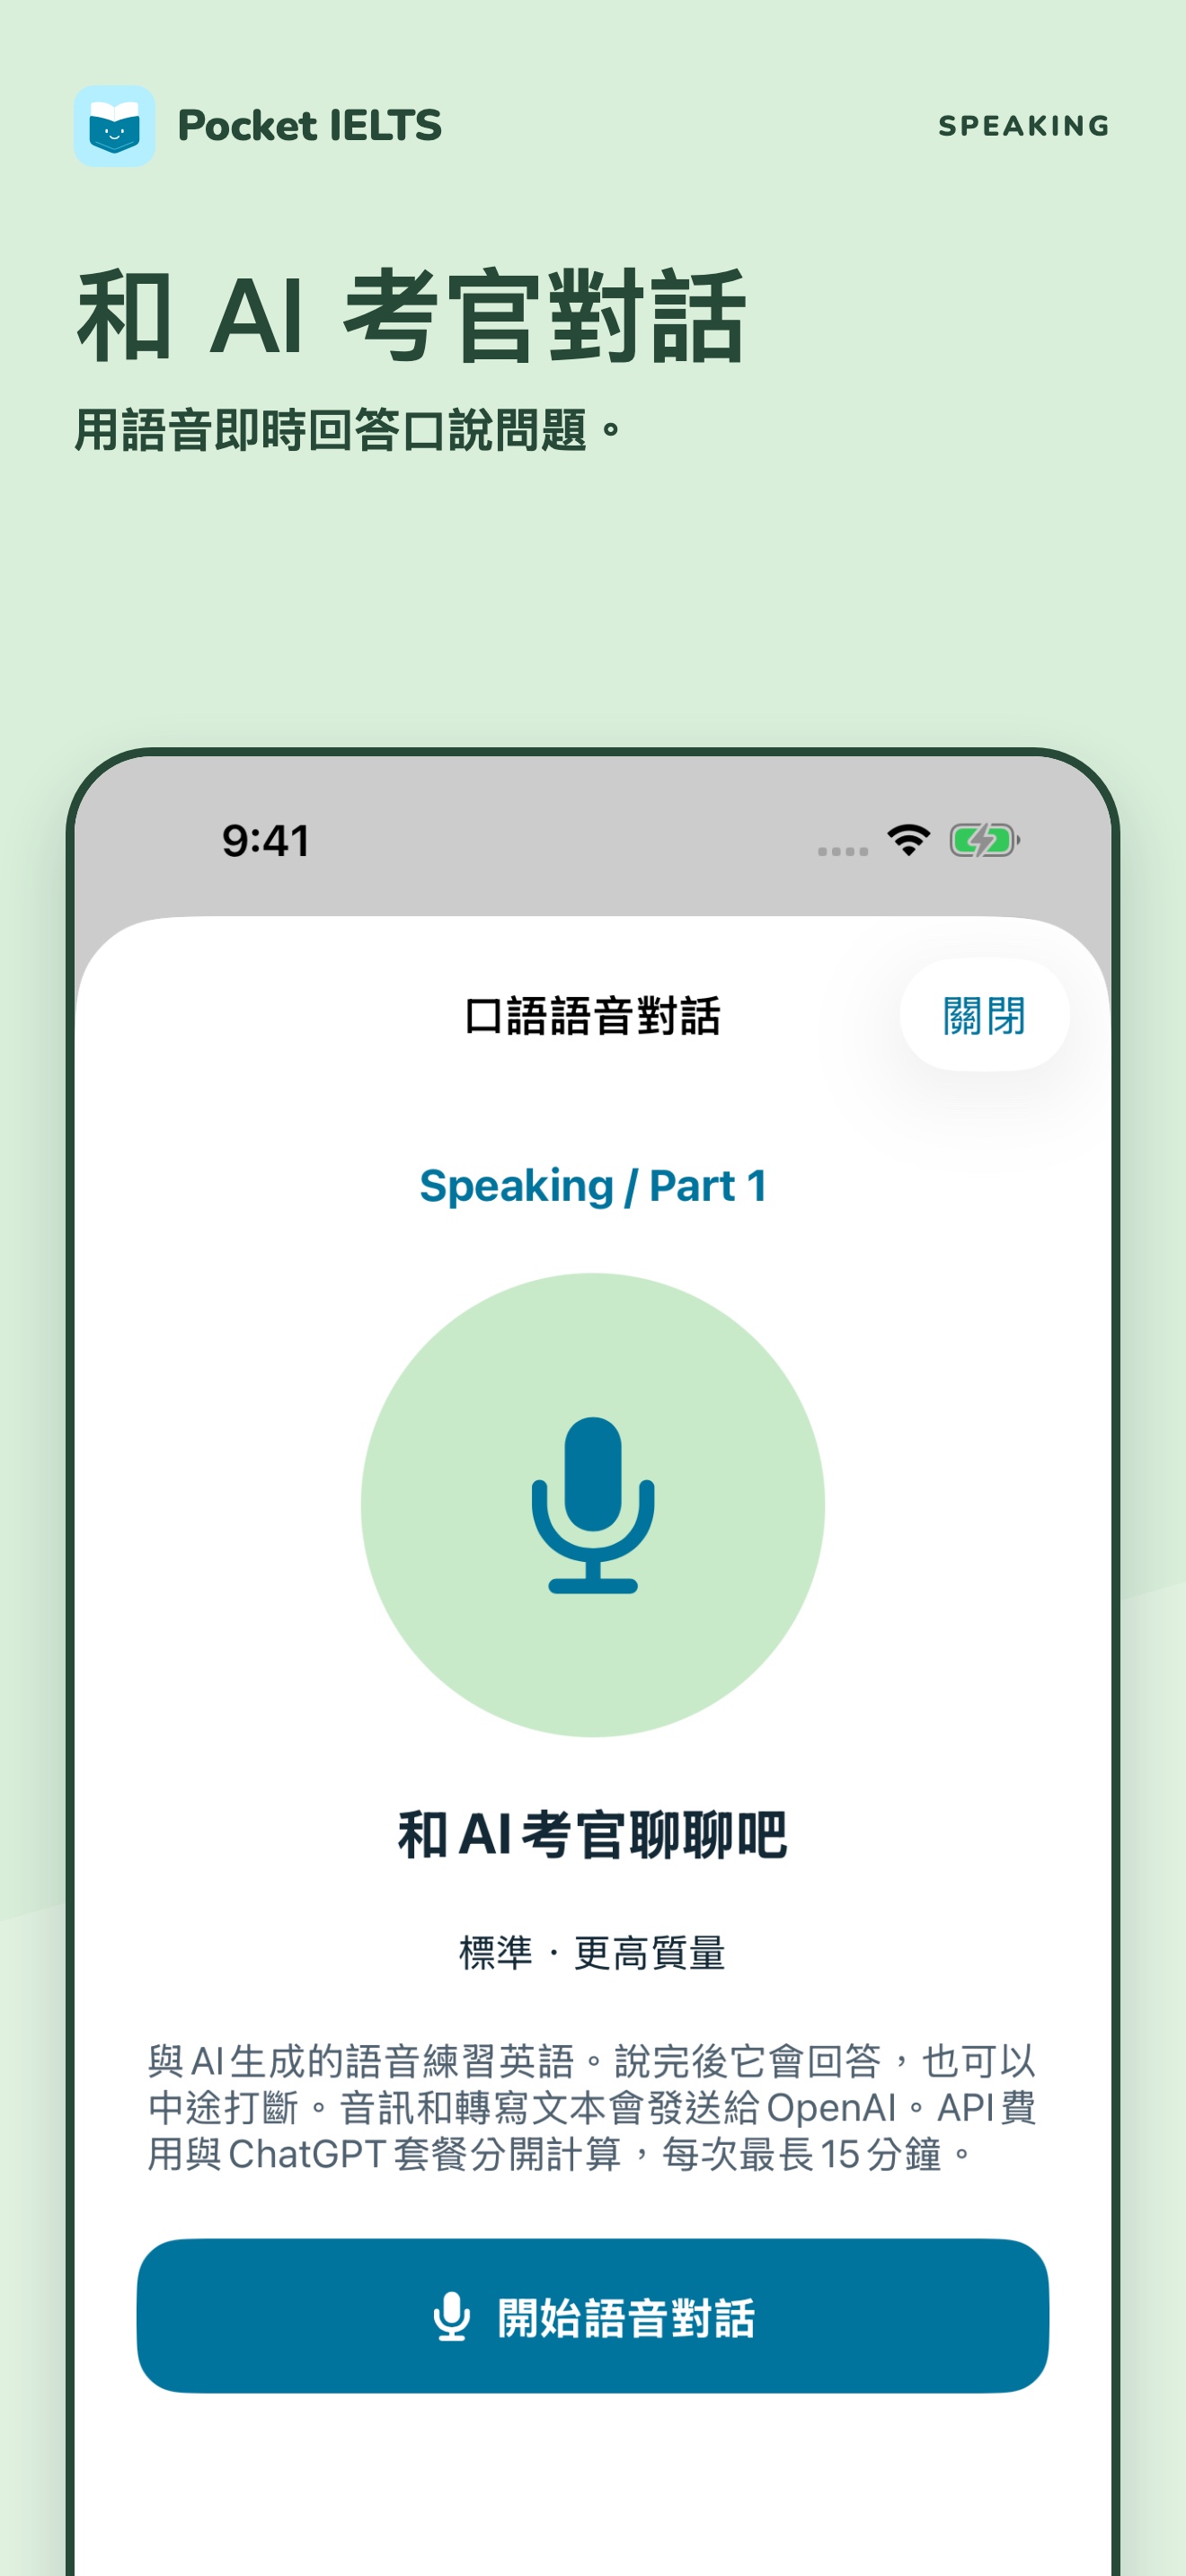 Pocket IELTS
SPEAKING
和 AI 考官對話
用語音即時回答口說問題。
9:41
口語語音對話
關閉
Speaking / Part 1
和 AI 考官聊聊吧
標準 · 更高質量
與 AI 生成的語音練習英語。說完後它會回答，也可以
中途打斷。音訊和轉寫文本會發送給 OpenAI。API 費
用與 ChatGPT 套餐分開計算，每次最長 15 分鐘。
開始語音對話